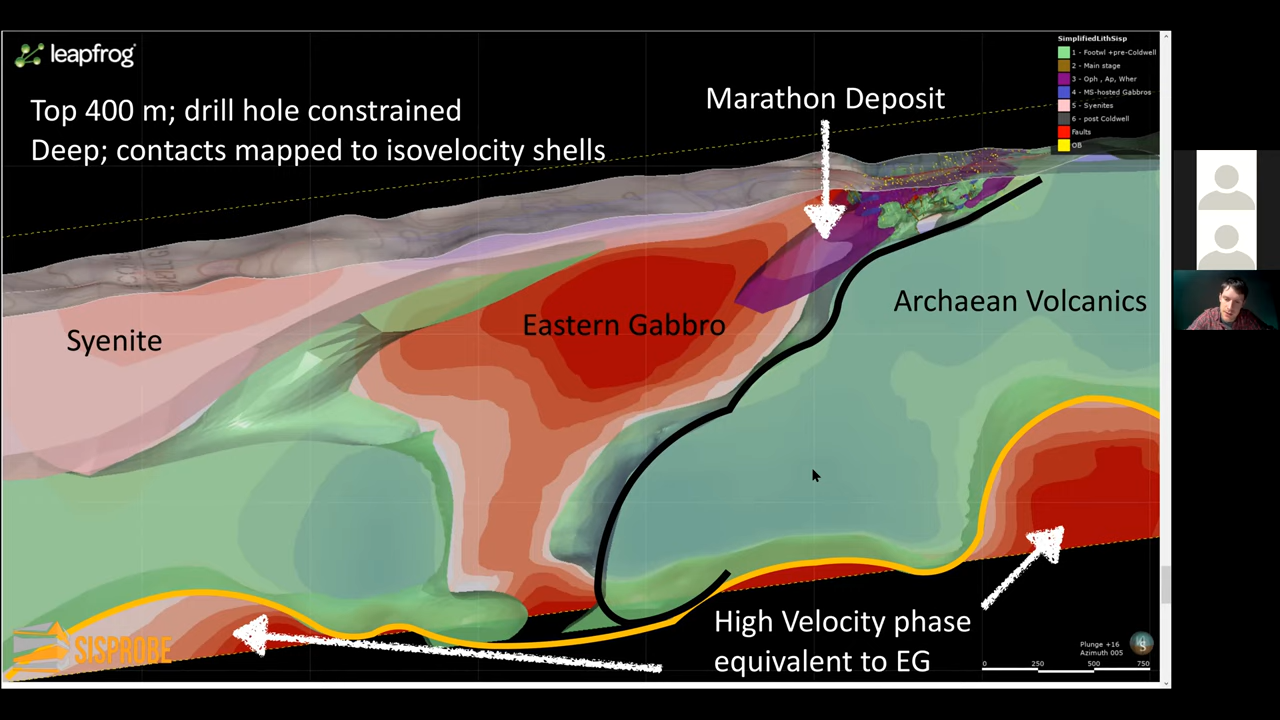 leapfrog
Top 400 m; drill hole constrained
Deep; contacts mapped to isovelocity shells
Marathon Deposit
SimplifiedLithSisp
1 - Footwl +pre-Coldwell
2 - Main stage
3 - Oph , Ap, Wher
4 - MS-hosted Gabbros
5 - Syenites
6 - post Coldwell
Faults
OB
Archaean Volcanics
Eastern Gabbro
Syenite
High Velocity phase
equivalent to EG
SISPROBE
Plunge +16
Azimuth 005
0 250 500 750